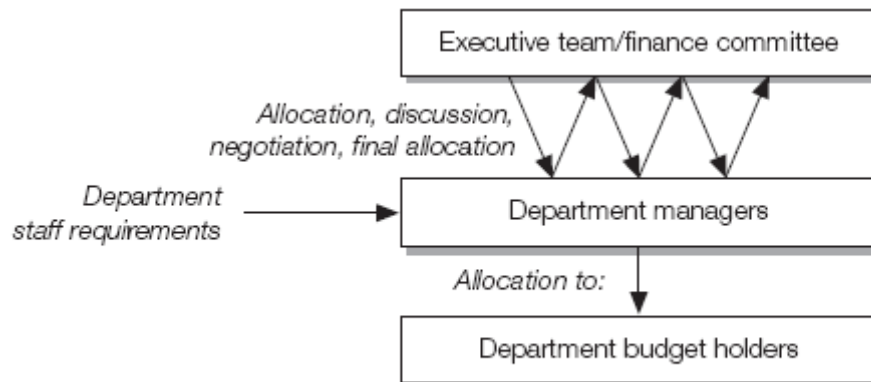 Executive team/finance committee
Allocation, discussion,
negotiation, final allocation
Department
staff requirements
Department managers
Allocation to:
Department budget holders